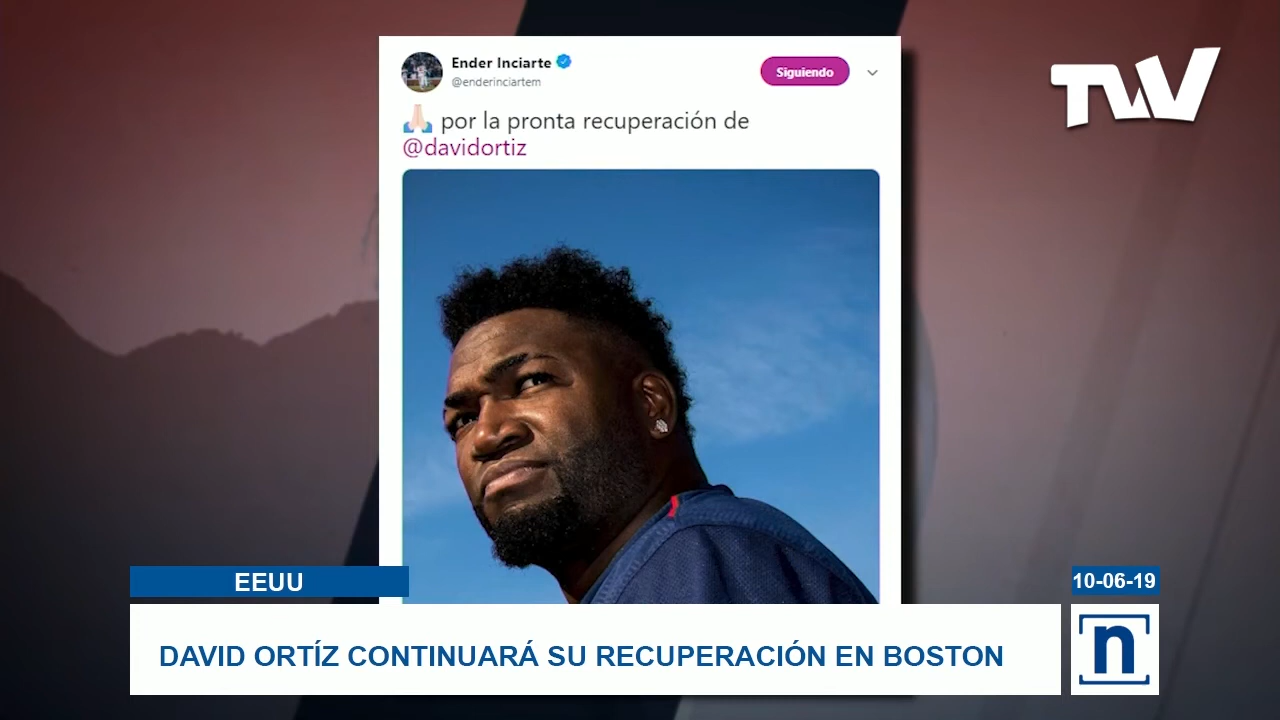 Ender Inciarte
@enderinciartem
Siguiendo
🙏🏻 por la pronta recuperación de
@davidortiz
TVV
EEUU
10-06-19
DAVID ORTÍZ CONTINUARÁ SU RECUPERACIÓN EN BOSTON
n